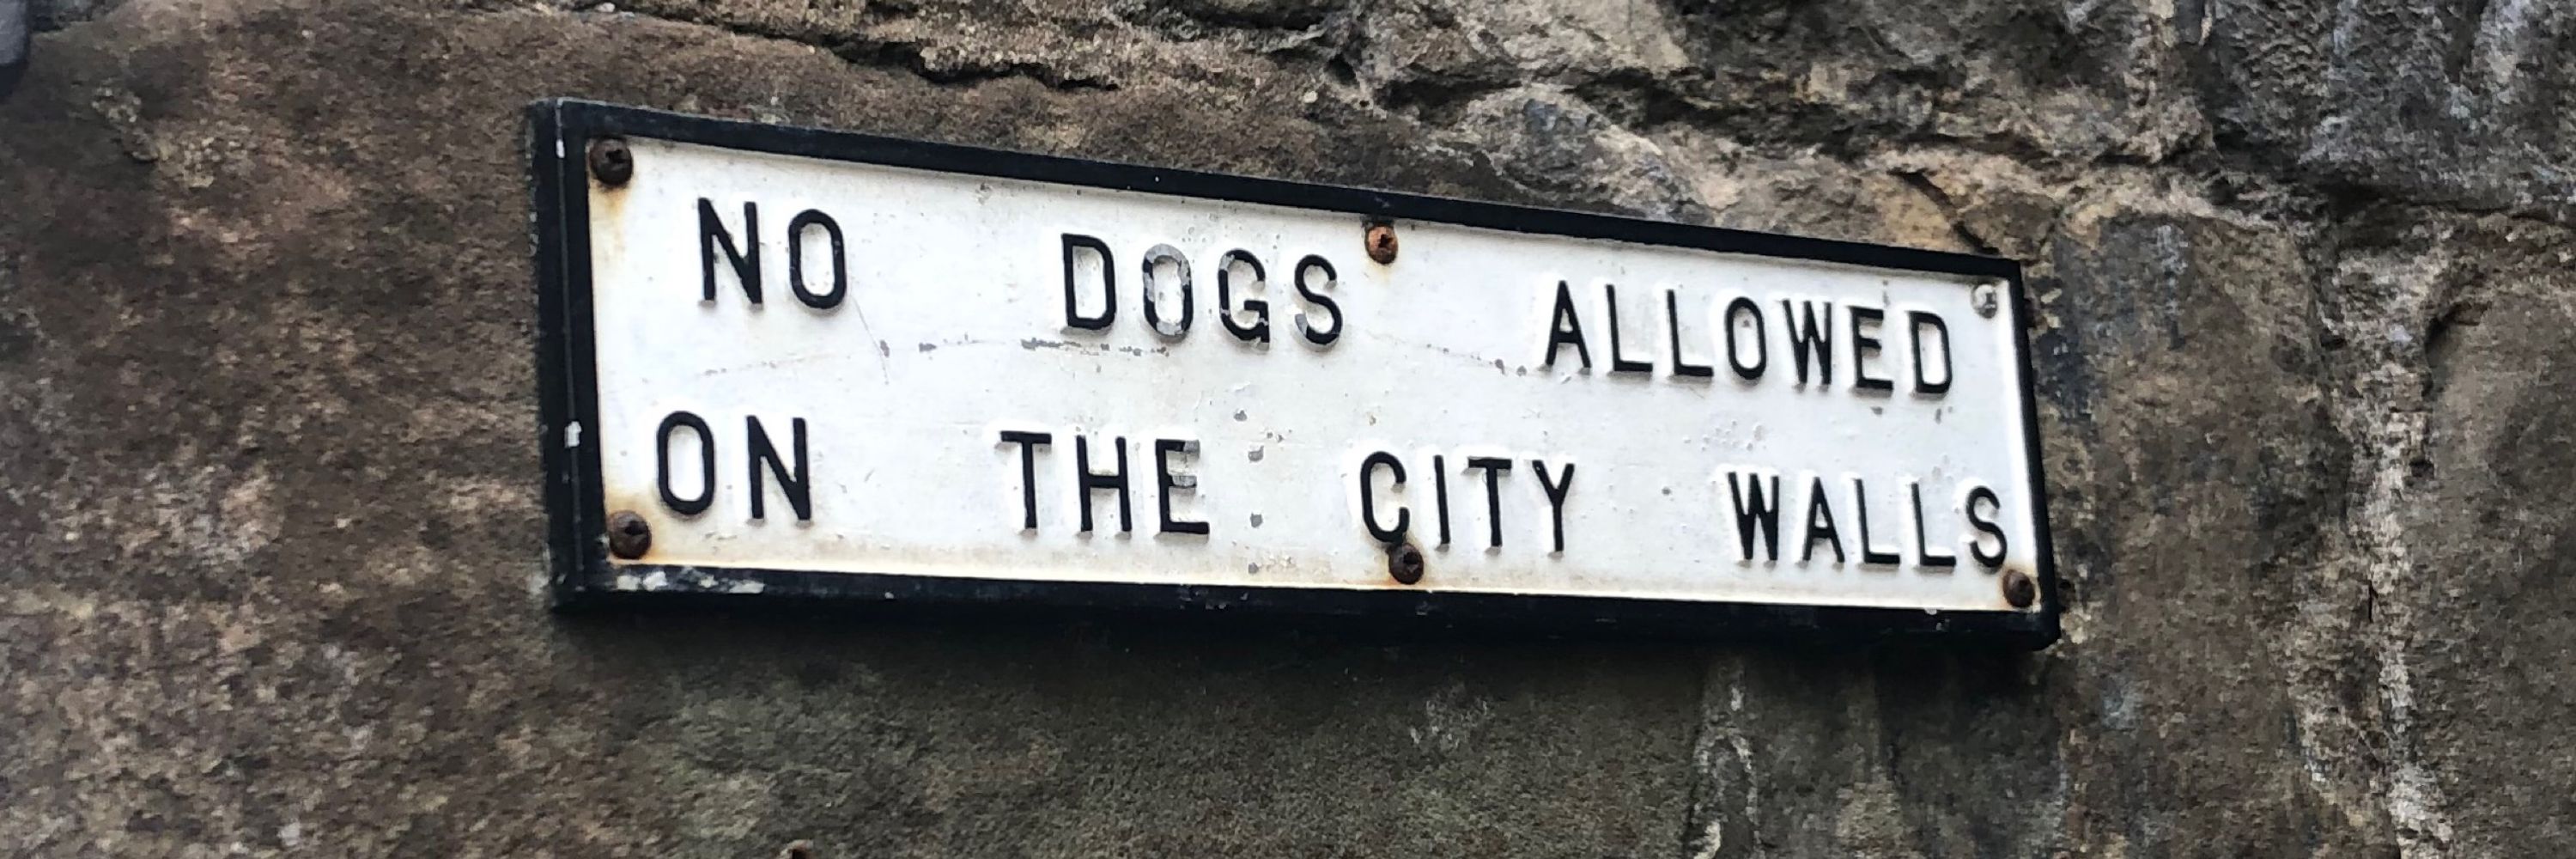 NO DOGS ALLOWED
ON THE CITY WALLS